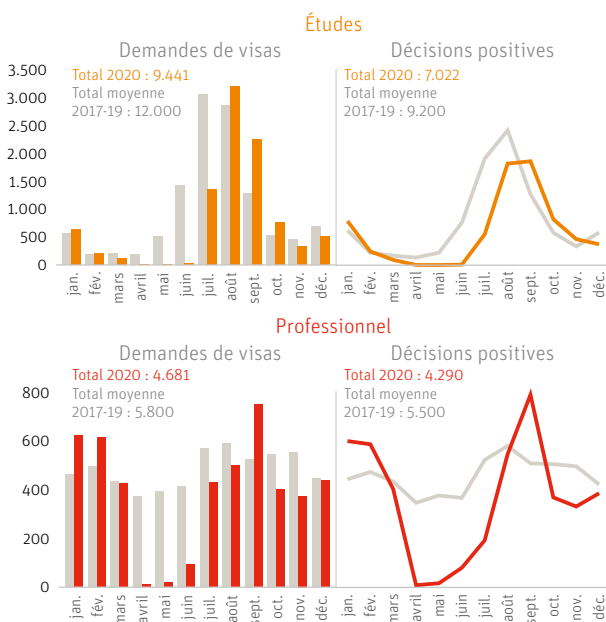 Études
Demandes de visas
Décisions positives
Total 2020 : 9.441
Total moyenne
2017-19 : 12.000
Total 2020 : 7.022
Total moyenne
2017-19 : 9.200
3.500
3.000
2.500
2.000
1.500
1.000
500
0
jan.
fév.
mars
avril
mai
juin
juil.
août
sept.
oct.
nov.
déc.
jan.
fév.
mars
avril
mai
juin
juil.
août
sept.
oct.
nov.
déc.
Professionnel
Demandes de visas
Décisions positives
Total 2020 : 4.681
Total moyenne
2017-19 : 5.800
Total 2020 : 4.290
Total moyenne
2017-19 : 5.500
800
600
400
200
0
jan.
fév.
mars
avril
mai
juin
juil.
août
sept.
oct.
nov.
déc.
jan.
fév.
mars
avril
mai
juin
juil.
août
sept.
oct.
nov.
déc.